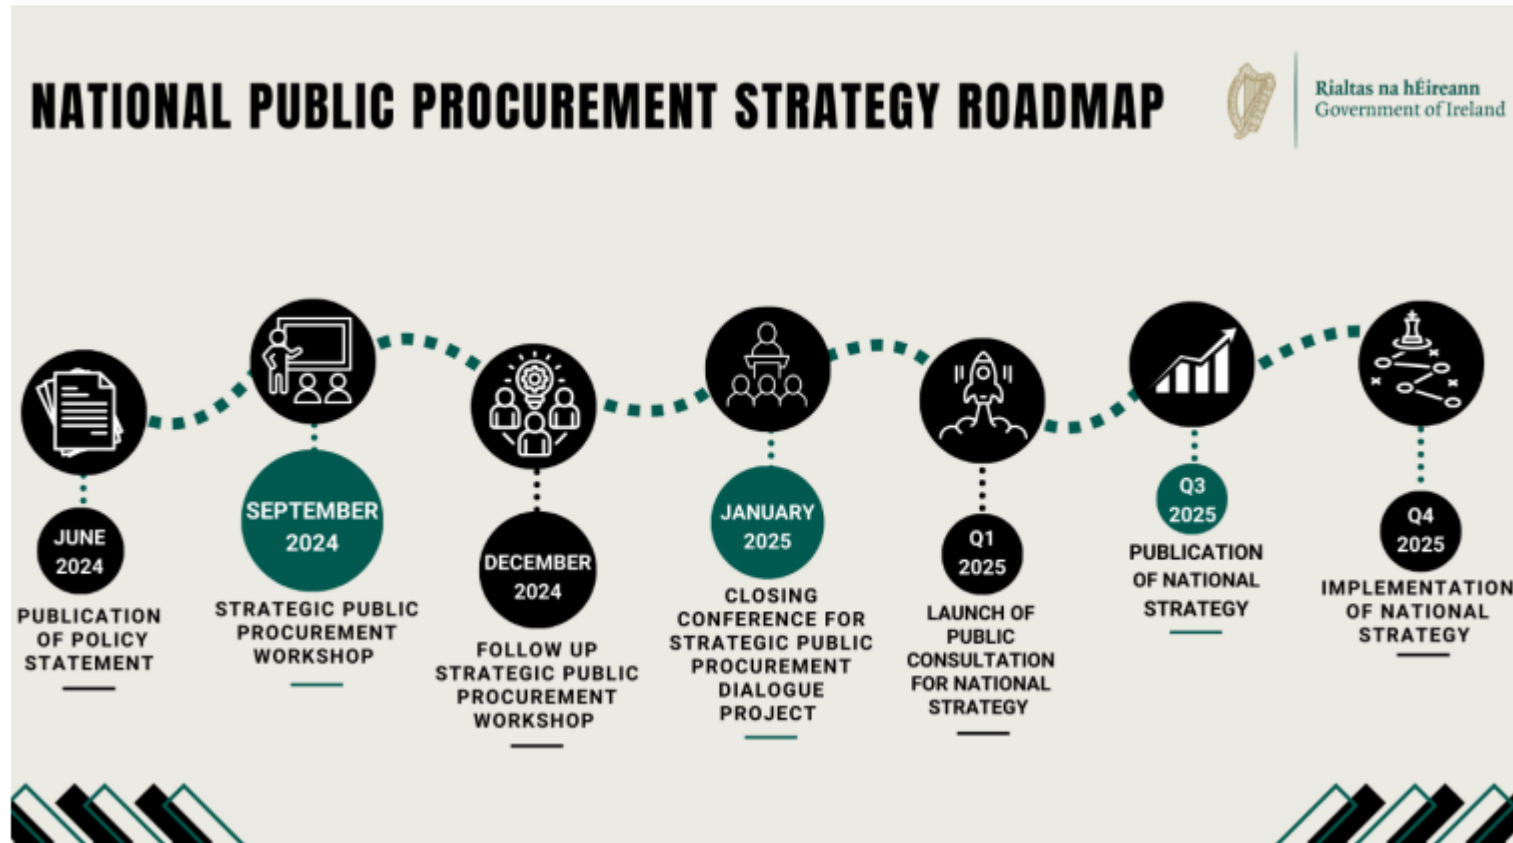 NATIONAL PUBLIC PROCUREMENT STRATEGY ROADMAP
Rialtas na hÉireann
Government of Ireland
JUNE
2024
PUBLICATION
OF POLICY
STATEMENT
SEPTEMBER
2024
STRATEGIC PUBLIC
PROCUREMENT
WORKSHOP
DECEMBER
2024
FOLLOW UP
STRATEGIC PUBLIC
PROCUREMENT
WORKSHOP
JANUARY
2025
CLOSING
CONFERENCE FOR
STRATEGIC PUBLIC
PROCUREMENT
DIALOGUE
PROJECT
Q1
2025
LAUNCH OF
PUBLIC
CONSULTATION
FOR NATIONAL
STRATEGY
Q3
2025
PUBLICATION
OF NATIONAL
STRATEGY
Q4
2025
IMPLEMENTATION
OF NATIONAL
STRATEGY